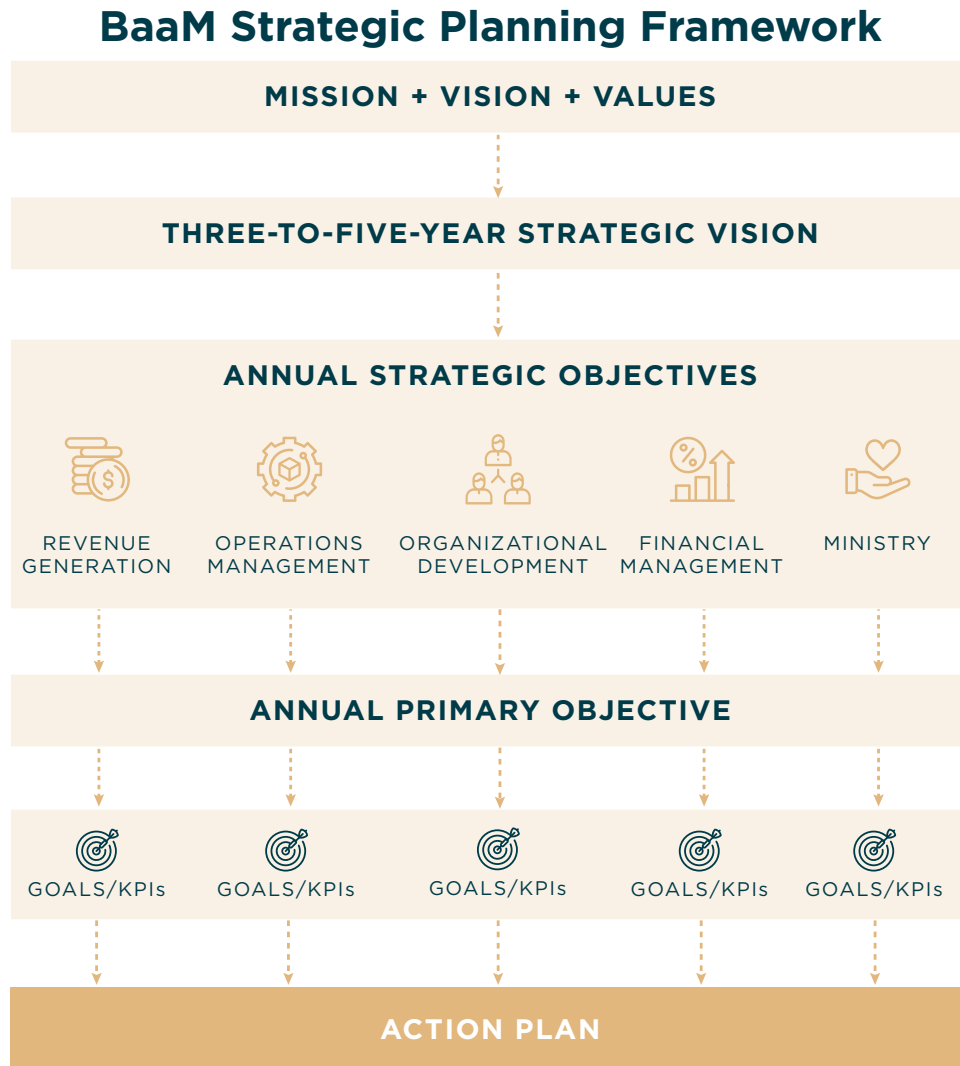 BaaM Strategic Planning Framework
MISSION + VISION + VALUES
THREE-TO-FIVE-YEAR STRATEGIC VISION
ANNUAL STRATEGIC OBJECTIVES
$
%
REVENUE
GENERATION
OPERATIONS
MANAGEMENT
ORGANIZATIONAL
DEVELOPMENT
FINANCIAL
MANAGEMENT
MINISTRY
ANNUAL PRIMARY OBJECTIVE
GOALS/KPIs
GOALS/KPIs
GOALS/KPIs
GOALS/KPIs
GOALS/KPIs
ACTION PLAN